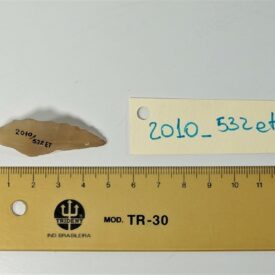 2010/
532ET
2010_532et
1 2 3 4 5 6 7 8 9 10 11
TRIDENT
IND BRASILEIRA
MOD. TR-30